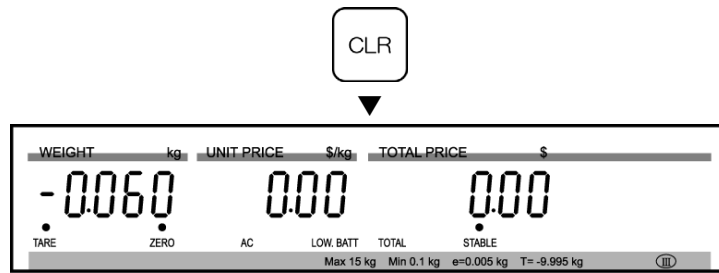 CLR
WEIGHT kg UNIT PRICE $/kg TOTAL PRICE $
-0.060 0.00 0.00
TARE ZERO AC LOW. BATT TOTAL STABLE
Max 15 kg Min 0.1 kg e=0.005 kg T= -9.995 kg III